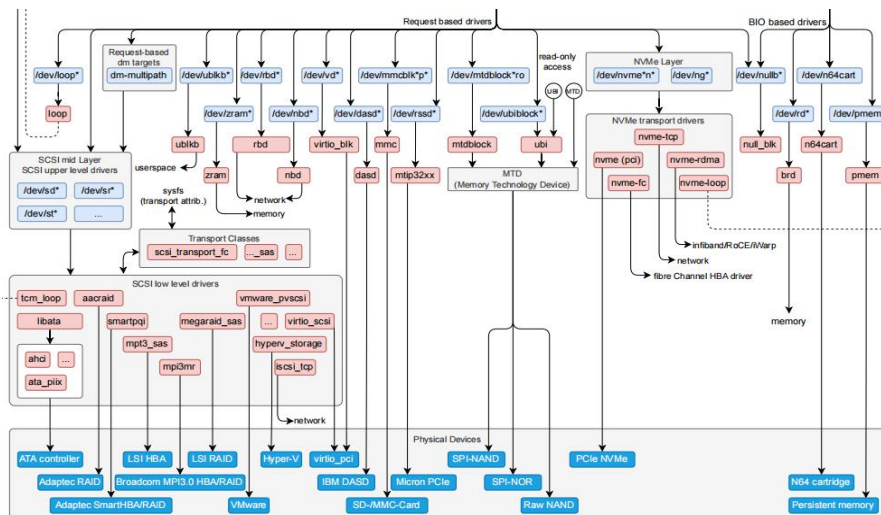 Request based drivers
BIO based drivers
Request-based
dm targets
dm-multipath
read-only
access
NVMe Layer
/dev/loop*
/dev/ublkb*
/dev/rbd*
/dev/vd*
/dev/mmcblk*p*
/dev/mtdblock*ro
/dev/nvme*n*
/dev/ng*
/dev/nullb*
/dev/n64cart
UBI
MTD
loop
/dev/zram*
/dev/nbd*
/dev/dasd*
/dev/rssd*
/dev/ubiblock*
/dev/rd*
/dev/pmem
NVMe transport drivers
nvme-tcp
ublkb
rbd
virtio_blk
mmc
mtdblock
ubi
null_blk
n64cart
nvme (pci)
nvme-rdma
SCSI mid Layer
SCSI upper level drivers
userspace
zram
nbd
dasd
mtip32xx
MTD
(Memory Technology Device)
nvme-fc
nvme-loop
brd
pmem
/dev/sd*
/dev/sr*
/dev/st*
...
sysfs
(transport attrib.)
network
memory
Transport Classes
scsi_transport_fc
..._sas
...
infiniband/RoCE/iWarp
network
fibre Channel HBA driver
SCSI low level drivers
tcm_loop
aacraid
vmware_pvscsi
libata
smartpqi
megaraid_sas
...
virtio_scsi
memory
mpt3_sas
hyperv_storage
ahci
...
mpi3mr
iscsi_tcp
ata_piix
network
Physical Devices
ATA controller
LSI HBA
LSI RAID
Hyper-V
virtio_pci
SPI-NAND
PCIe NVMe
Adaptec RAID
Broadcom MPI3.0 HBA/RAID
IBM DASD
Micron PCIe
SPI-NOR
N64 cartridge
Adaptec SmartHBA/RAID
VMware
SD-/MMC-Card
Raw NAND
Persistent memory